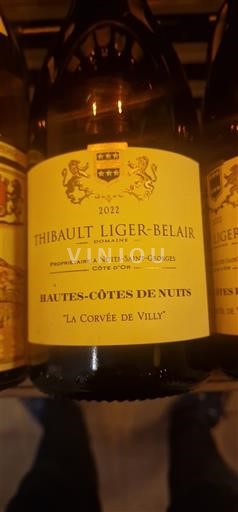 2022
THIBAULT LIGER-BELAIR
DOMAINE
VINIOU
PROPRIÉTAIRE À NUITS-SAINT-GEORGES
CÔTE D'OR
HAUTES-CÔTES DE NUITS
"LA CORVÉE DE VILLY"
LIGER